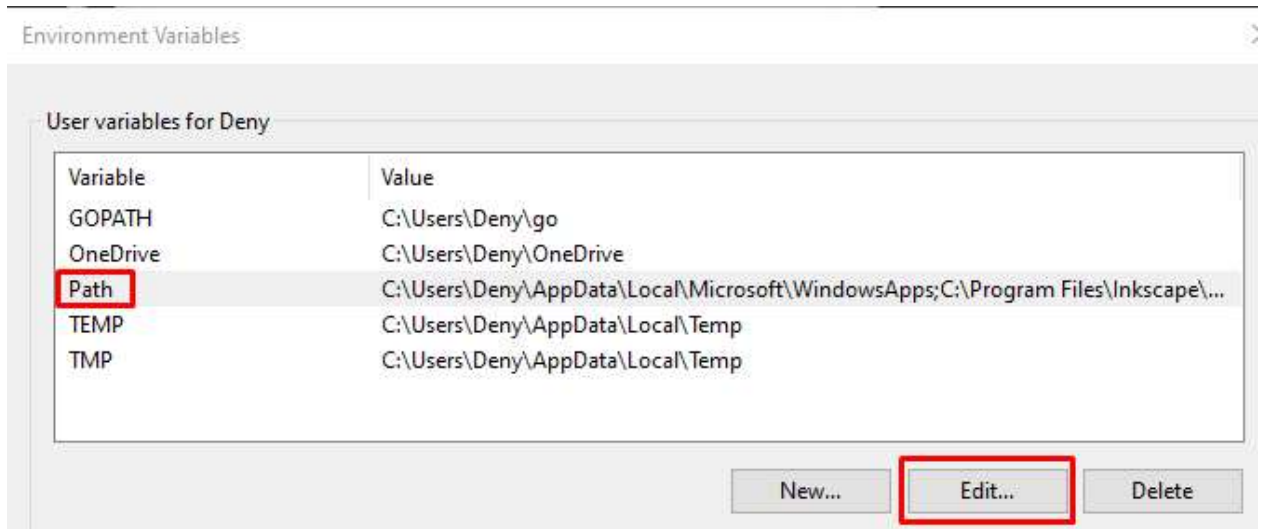 Environment Variables
User variables for Deny
Variable Value
GOPATH C:\Users\Deny\go
OneDrive C:\Users\Deny\OneDrive
Path C:\Users\Deny\AppData\Local\Microsoft\WindowsApps;C:\Program Files\Inkscape\...
TEMP C:\Users\Deny\AppData\Local\Temp
TMP C:\Users\Deny\AppData\Local\Temp
New... Edit... Delete